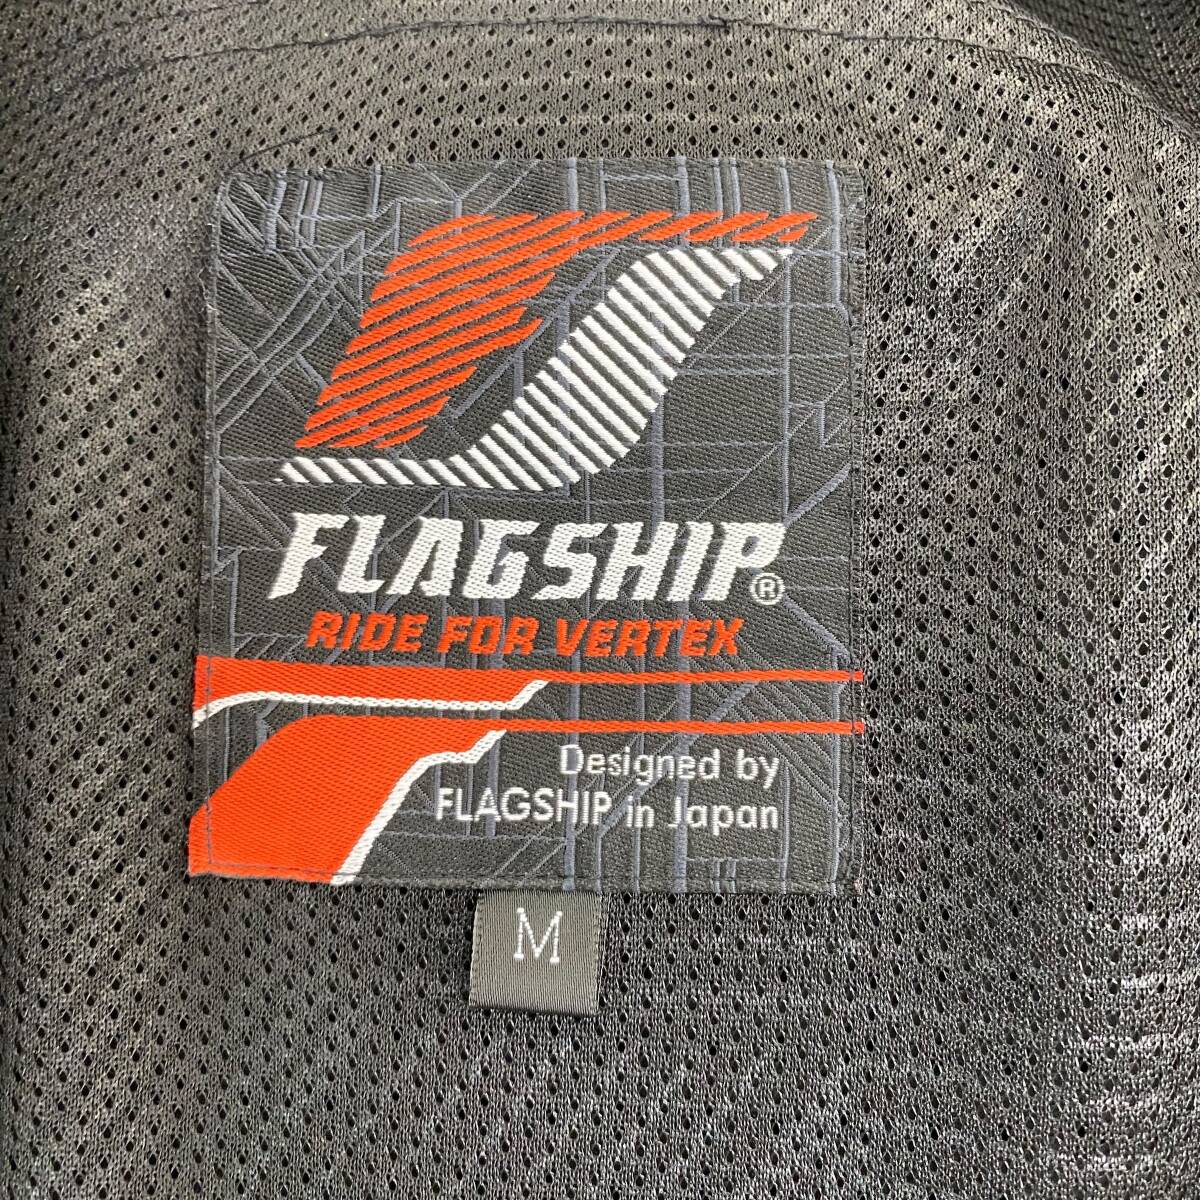 FLAGSHIP®
RIDE FOR VERTEX
Designed by
FLAGSHIP in Japan
M